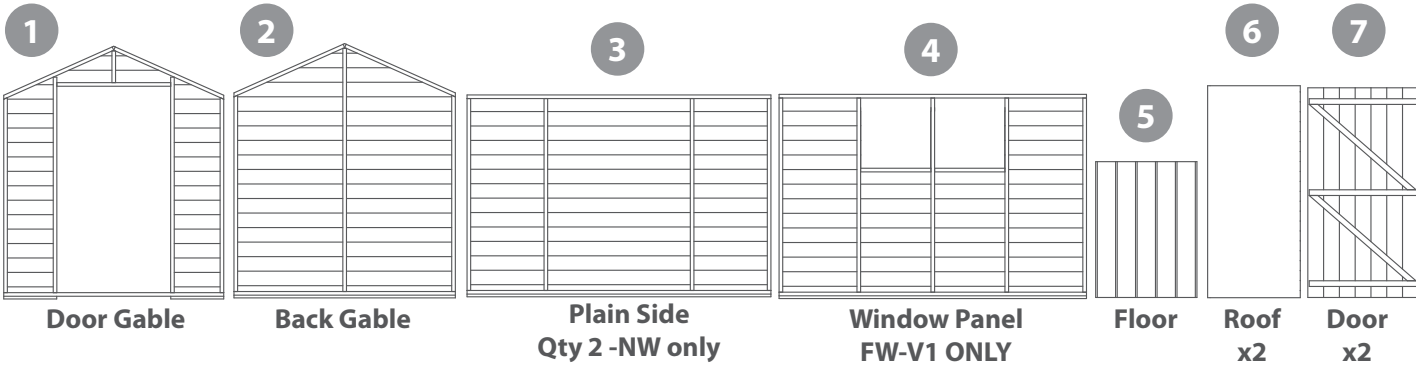 1
2
3
4
5
6
7
Door Gable
Back Gable
Plain Side
Qty 2 -NW only
Window Panel
FW-V1 ONLY
Floor
Roof
x2
Door
x2